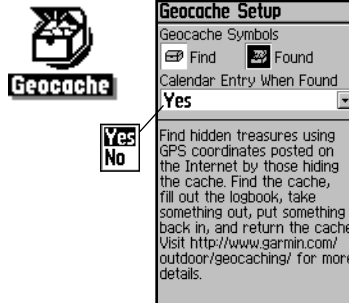 Geocache
Yes
No
Geocache Setup
Geocache Symbols
Find Found
Calendar Entry When Found
Yes
Find hidden treasures using
GPS coordinates posted on
the Internet by those hiding
the cache. Find the cache,
fill out the logbook, take
something out, put something
back in, and return the cache
Visit http://www.garmin.com/
outdoor/geocaching/ for more
details.